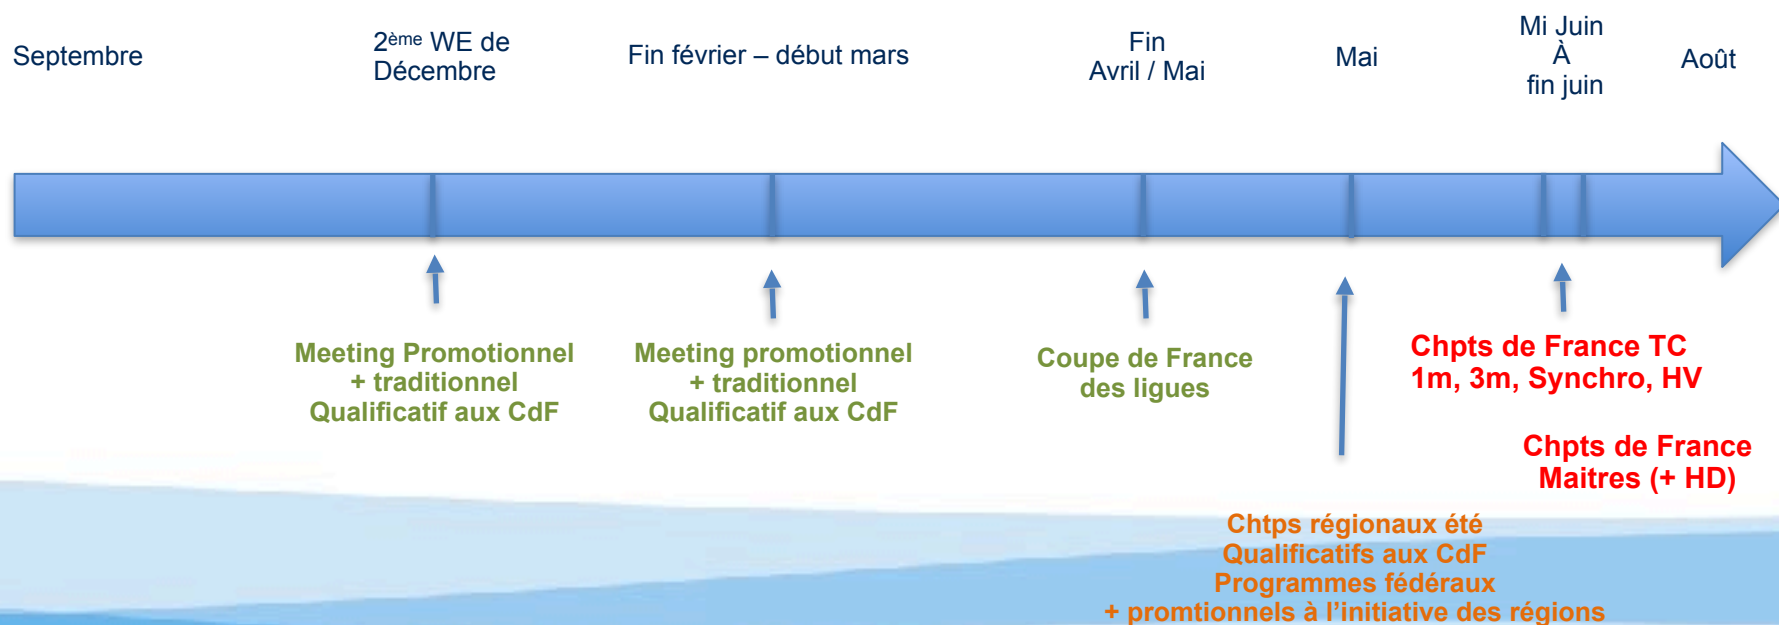 Septembre
2ème WE de
Décembre
Fin février – début mars
Fin
Avril / Mai
Mai
Mi Juin
À
fin juin
Août
Meeting Promotionnel
+ traditionnel
Qualificatif aux CdF
Meeting promotionnel
+ traditionnel
Qualificatif aux CdF
Coupe de France
des ligues
Chpts de France TC
1m, 3m, Synchro, HV
Chpts de France
Maitres (+ HD)
Chtps régionaux été
Qualificatifs aux CdF
Programmes fédéraux
+ promtionnels à l’initiative des régions